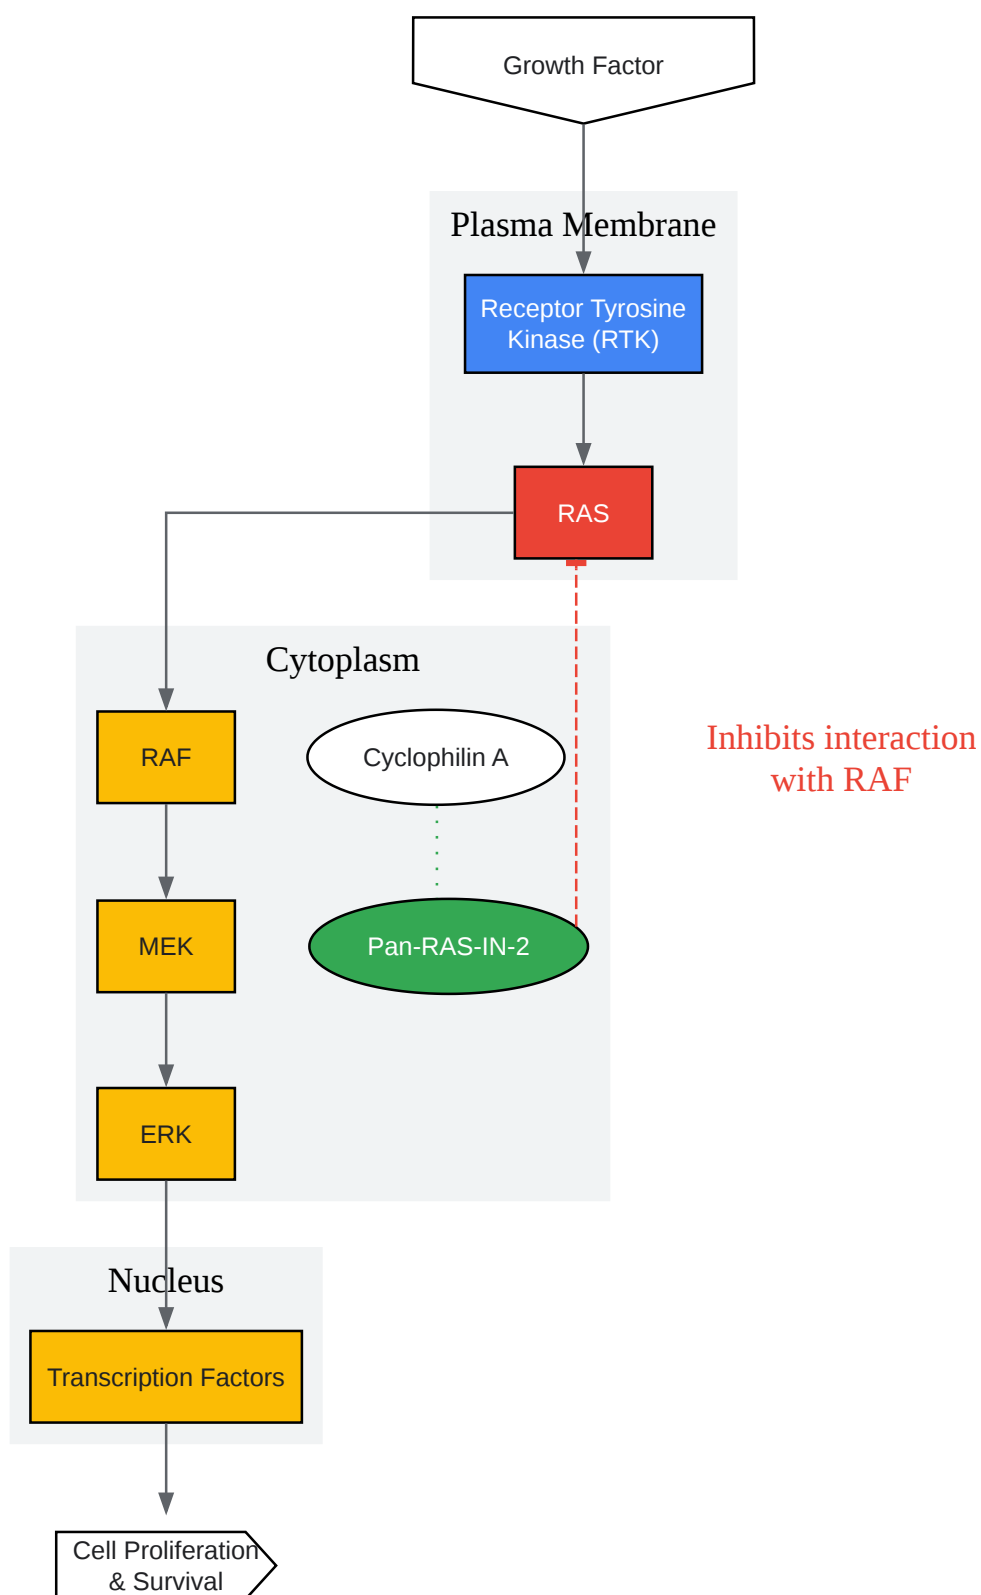 Growth Factor
Plasma Membrane
Receptor Tyrosine
Kinase (RTK)
RAS
Cytoplasm
RAF
Cyclophilin A
Inhibits interaction
with RAF
MEK
Pan-RAS-IN-2
ERK
Nucleus
Transcription Factors
Cell Proliferation
& Survival